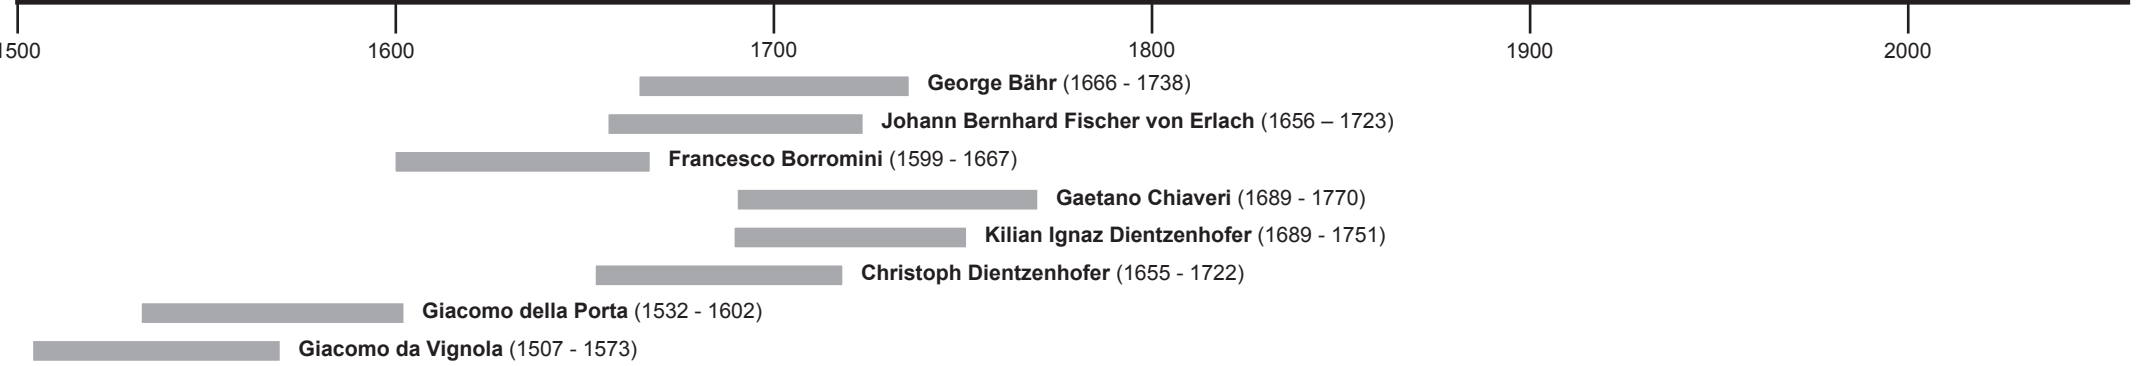 1500 1600 1700 1800 1900 2000
George Bähr (1666 - 1738)
Johann Bernhard Fischer von Erlach (1656 – 1723)
Francesco Borromini (1599 - 1667)
Gaetano Chiaveri (1689 - 1770)
Kilian Ignaz Dientzenhofer (1689 - 1751)
Christoph Dientzenhofer (1655 - 1722)
Giacomo della Porta (1532 - 1602)
Giacomo da Vignola (1507 - 1573)